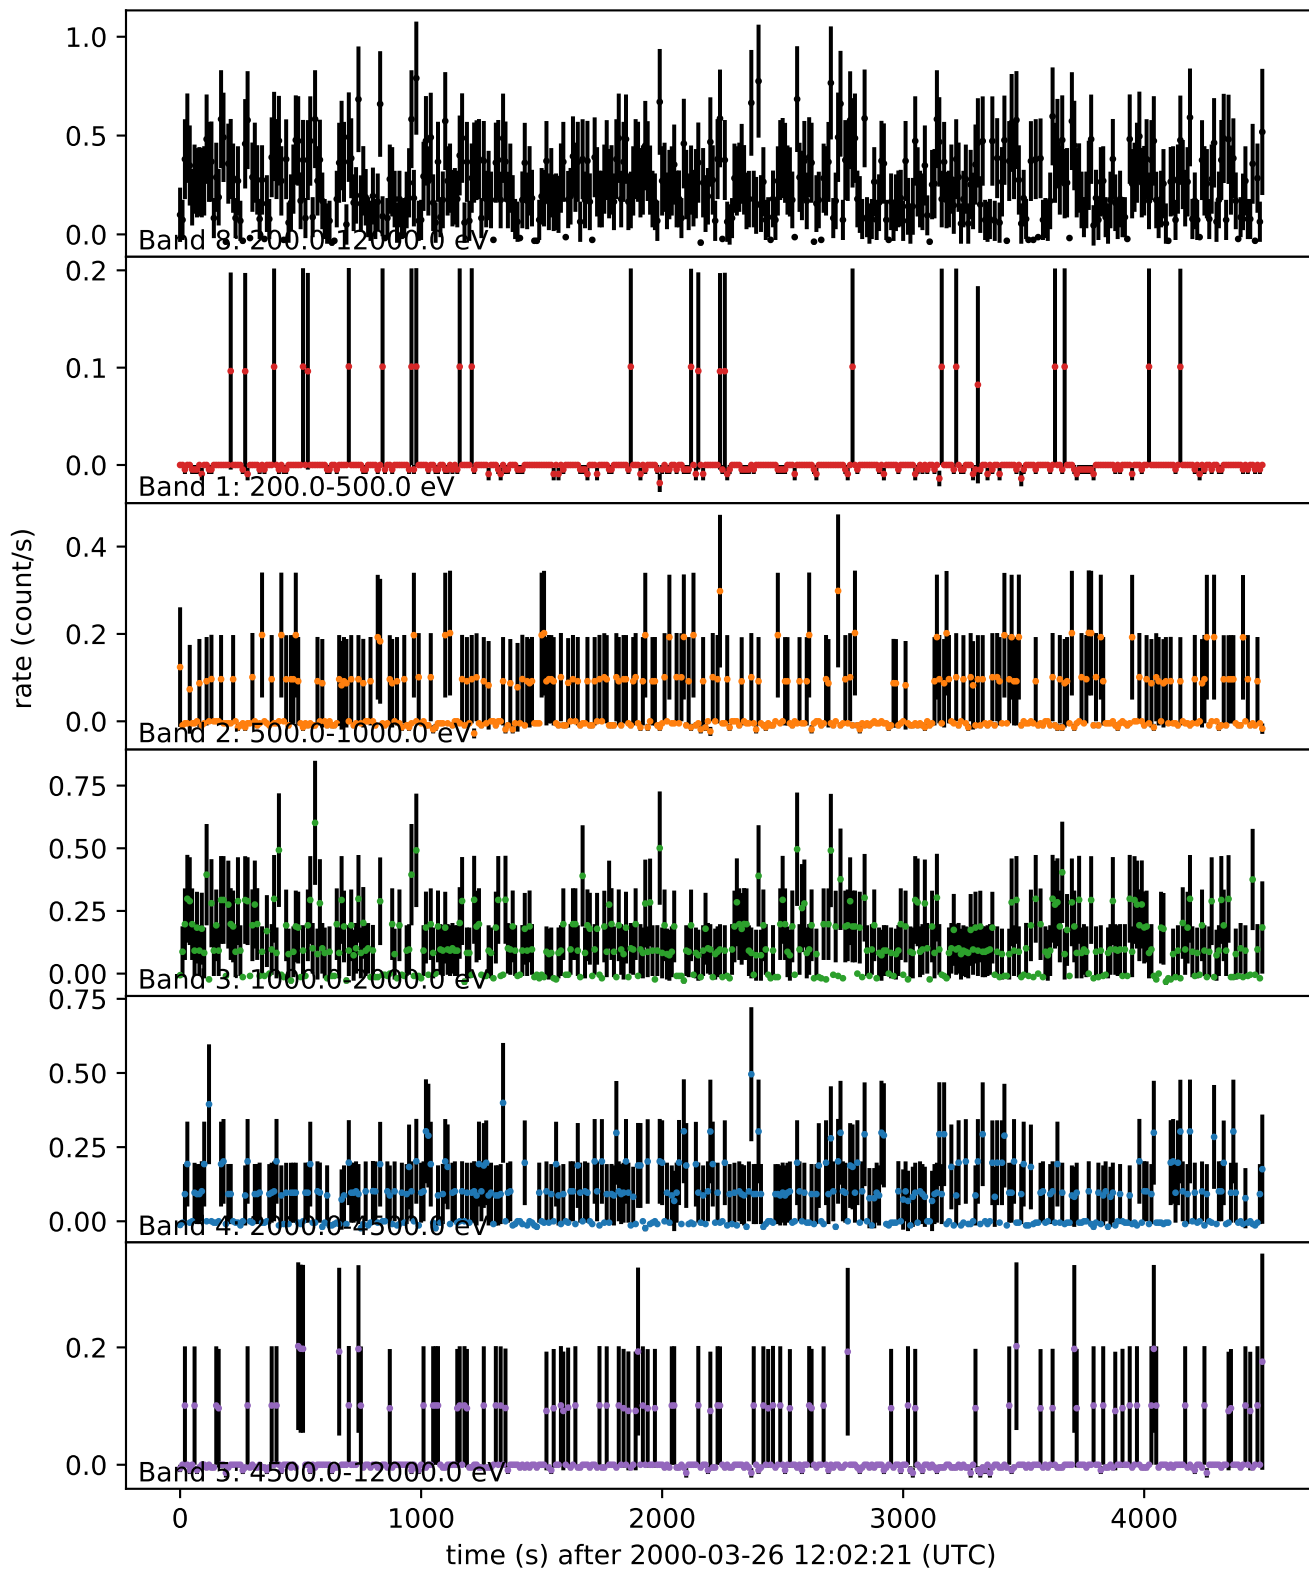 1.0
0.5
0.0
Band 8: 200.0-12000.0 eV
0.2
0.1
0.0
Band 1: 200.0-500.0 eV
0.4
0.2
0.0
Band 2: 500.0-1000.0 eV
rate (count/s)
0.75
0.50
0.25
0.00
Band 3: 1000.0-2000.0 eV
0.75
0.50
0.25
0.00
Band 4: 2000.0-4500.0 eV
0.2
0.0
Band 5: 4500.0-12000.0 eV
0 1000 2000 3000 4000
time (s) after 2000-03-26 12:02:21 (UTC)